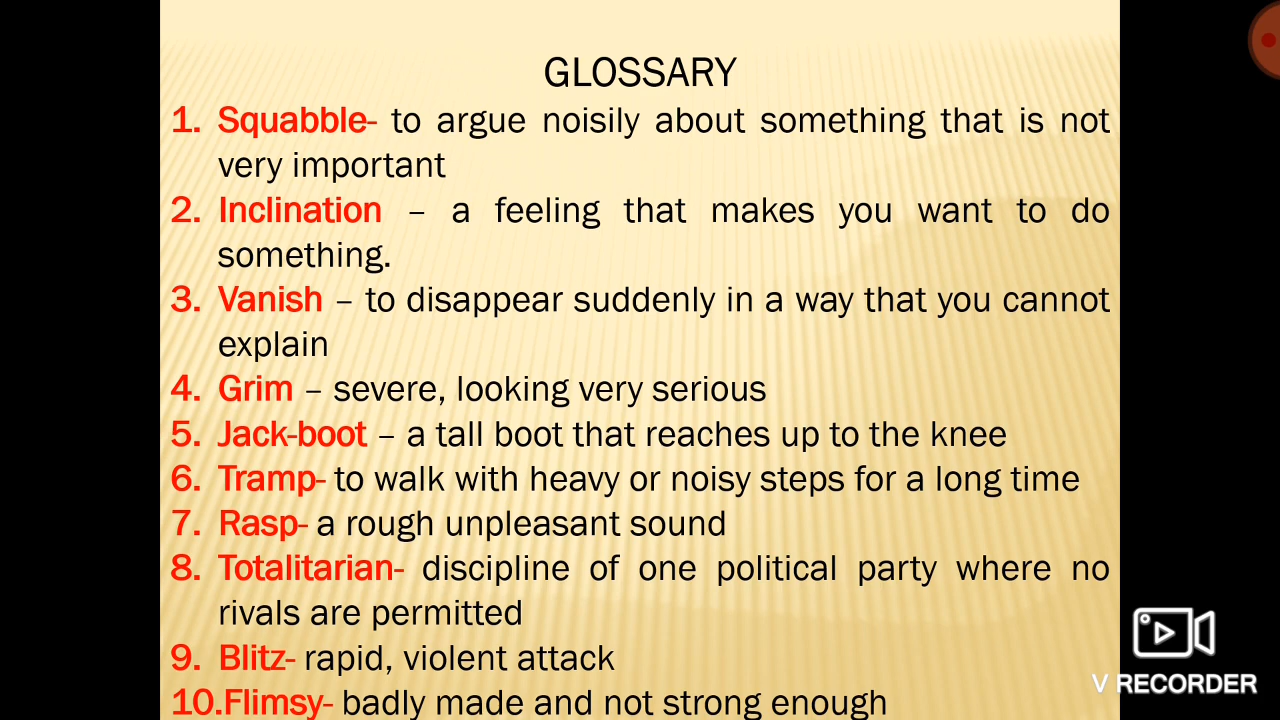 GLOSSARY
1. Squabble- to argue noisily about something that is not
very important
2. Inclination – a feeling that makes you want to do
something.
3. Vanish – to disappear suddenly in a way that you cannot
explain
4. Grim – severe, looking very serious
5. Jack-boot – a tall boot that reaches up to the knee
6. Tramp- to walk with heavy or noisy steps for a long time
7. Rasp- a rough unpleasant sound
8. Totalitarian- discipline of one political party where no
rivals are permitted
9. Blitz- rapid, violent attack
10.Flimsy- badly made and not strong enough
V RECORDER